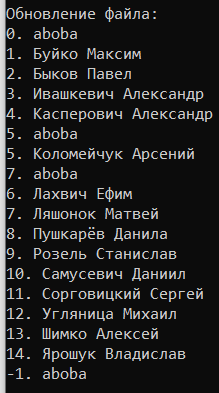 Обновление файла:
0. aboba
1. Буйко Максим
2. Быков Павел
3. Ивашкевич Александр
4. Касперович Александр
5. aboba
5. Коломейчук Арсений
7. aboba
6. Лахвич Ефим
7. Ляшонок Матвей
8. Пушкарёв Данила
9. Розель Станислав
10. Самусевич Даниил
11. Сорговицкий Сергей
12. Угляница Михаил
13. Шимко Алексей
14. Ярошук Владислав
-1. aboba